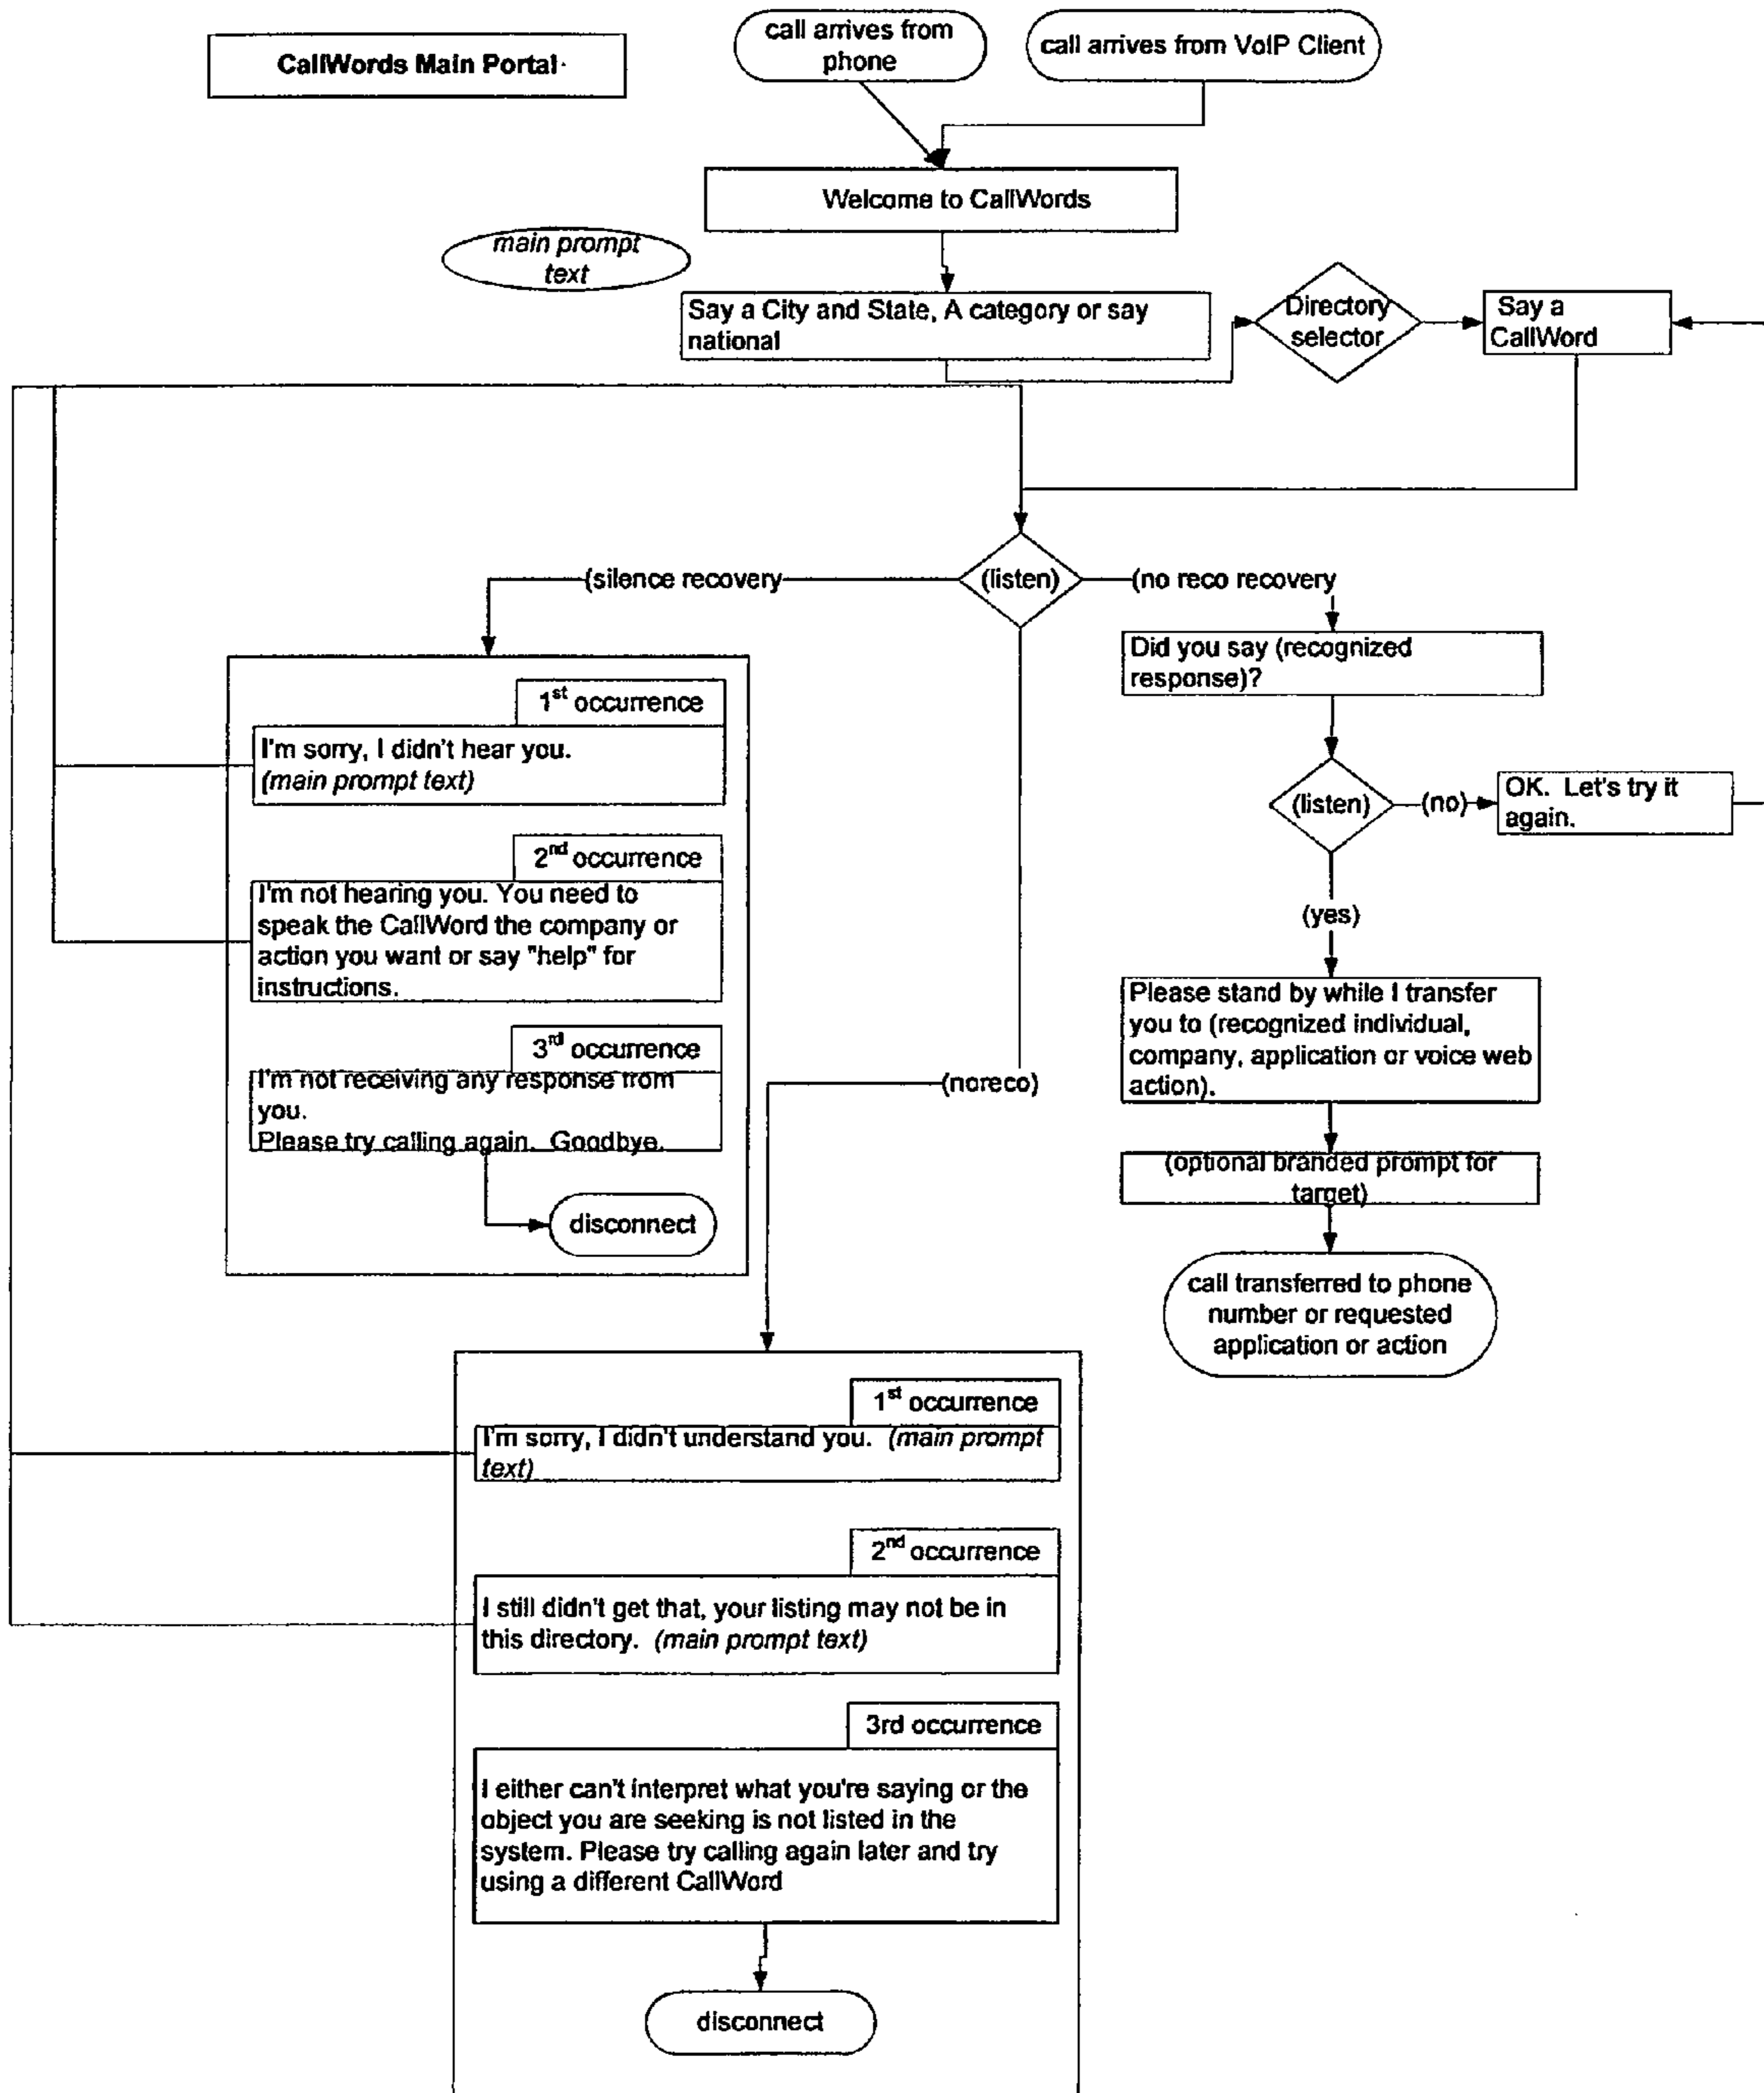 CallWords Main Portal
call arrives from
phone
call arrives from VoIP Client
Welcome to CallWords
main prompt
text
Say a City and State, A category or say
national
Directory
selector
Say a
CallWord
(silence recovery
(listen)
(no reco recovery
Did you say (recognized
response)?
(listen)
(no)
OK. Let's try it
again.
(yes)
Please stand by while I transfer
you to (recognized individual,
company, application or voice web
action).
(optional branded prompt for
target)
call transferred to phone
number or requested
application or action
1st occurrence
I'm sorry, I didn't hear you.
(main prompt text)
2nd occurrence
I'm not hearing you. You need to
speak the CallWord the company or
action you want or say "help" for
instructions.
3rd occurrence
I'm not receiving any response from
you.
Please try calling again. Goodbye.
disconnect
(noreco)
1st occurrence
I'm sorry, I didn't understand you. (main prompt
text)
2nd occurrence
I still didn't get that, your listing may not be in
this directory. (main prompt text)
3rd occurrence
I either can't interpret what you're saying or the
object you are seeking is not listed in the
system. Please try calling again later and try
using a different CallWord
disconnect